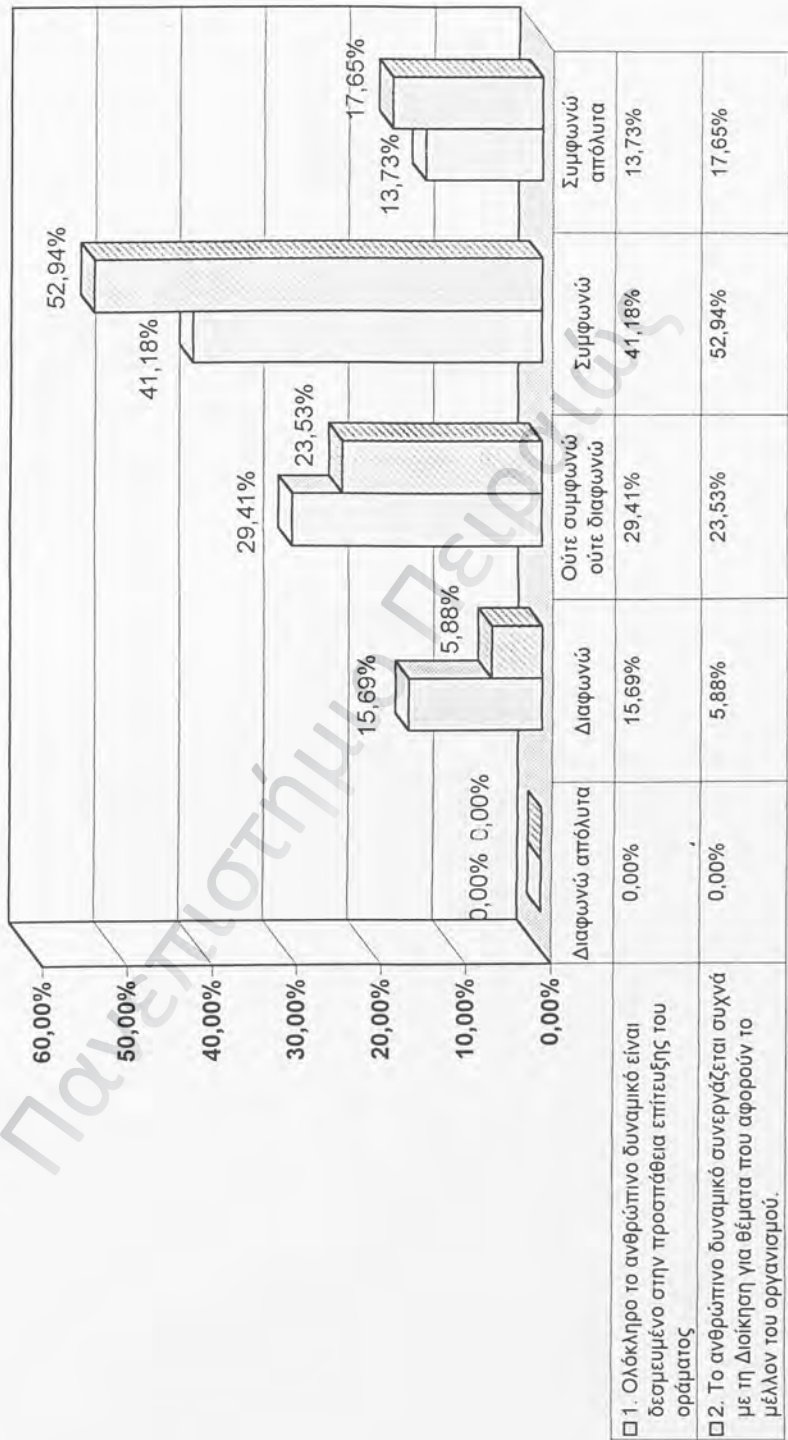 60,00%
50,00%
40,00%
30,00%
20,00%
10,00%
0,00%
0,00% 0,00%
15,69%
5,88%
29,41%
23,53%
41,18%
52,94%
13,73%
17,65%
Διαφωνώ απόλυτα
Διαφωνώ
Ούτε συμφωνώ
ούτε διαφωνώ
Συμφωνώ
Συμφωνώ
απόλυτα
1. Ολόκληρο το ανθρώπινο δυναμικό είναι
δεσμευμένο στην προσπάθεια επίτευξης του
οράματος
0,00%
15,69%
29,41%
41,18%
13,73%
2. Το ανθρώπινο δυναμικό συνεργάζεται συχνά
με τη Διοίκηση για θέματα που αφορούν το
μέλλον του οργανισμού.
0,00%
5,88%
23,53%
52,94%
17,65%
Πανεπιστήμιο Πειραιώς